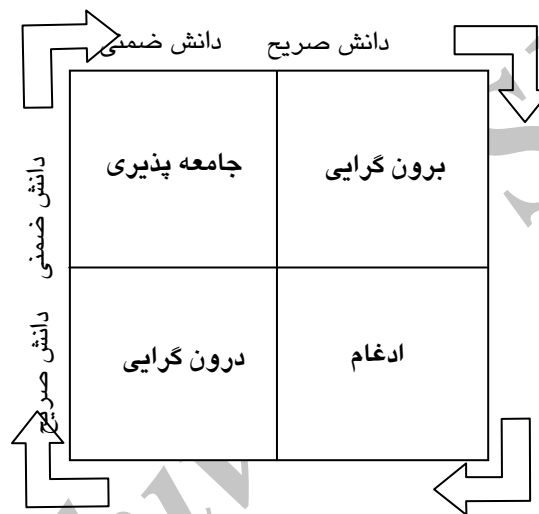 دانش صریح
دانش ضمنی
برون گرایی
جامعه پذیری
دانش ضمنی
ادغام
درون گرایی
دانش صریح